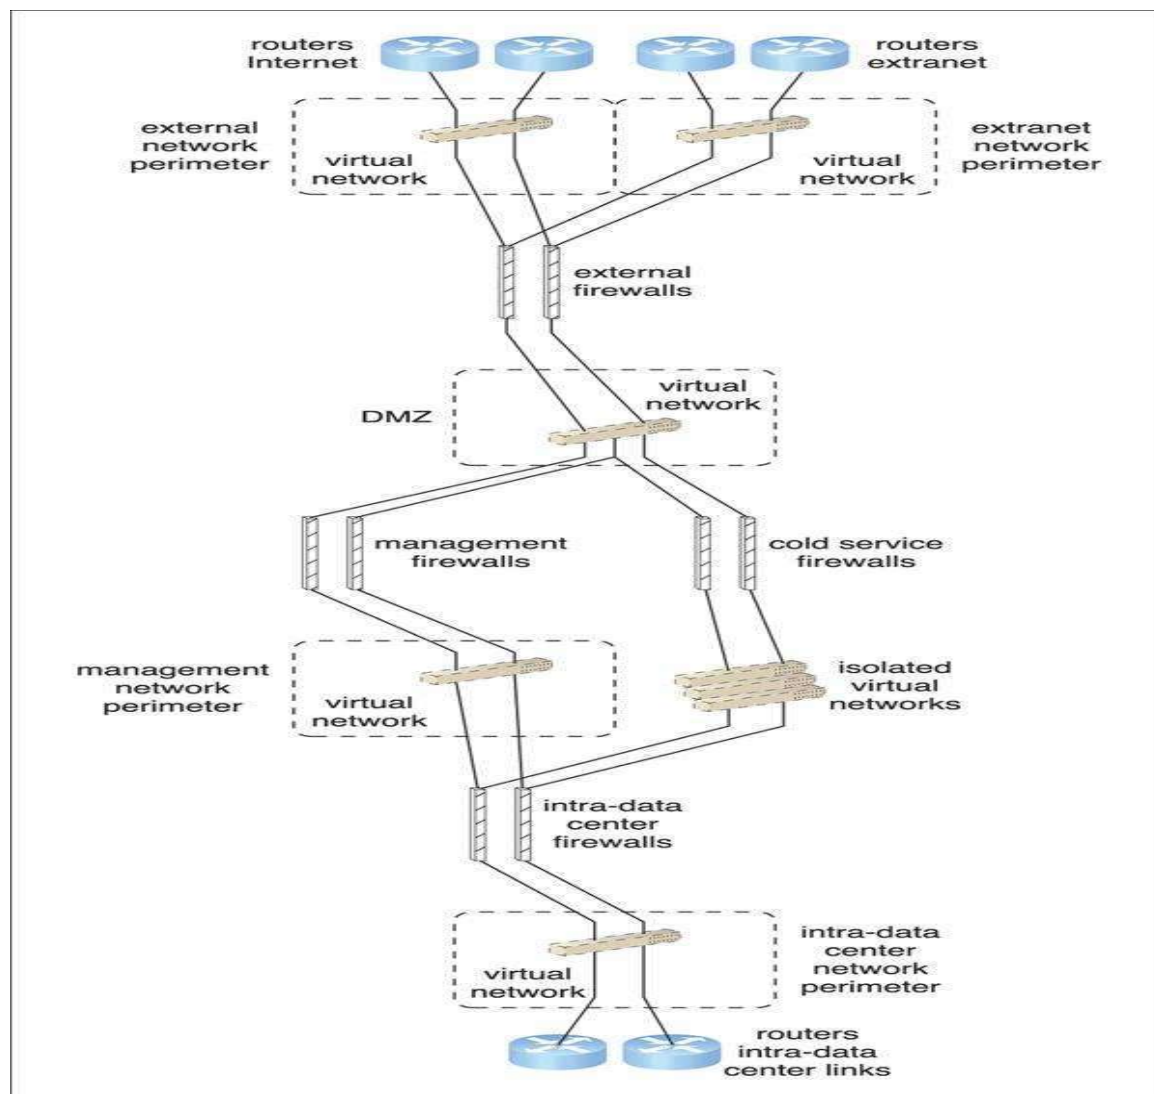 routers
Internet
routers
extranet
external
network
perimeter
virtual
network
virtual
network
extranet
network
perimeter
external
firewalls
DMZ
virtual
network
management
firewalls
cold service
firewalls
management
network
perimeter
virtual
network
isolated
virtual
networks
intra-data
center
firewalls
virtual
network
intra-data
center
network
perimeter
routers
intra-data
center links